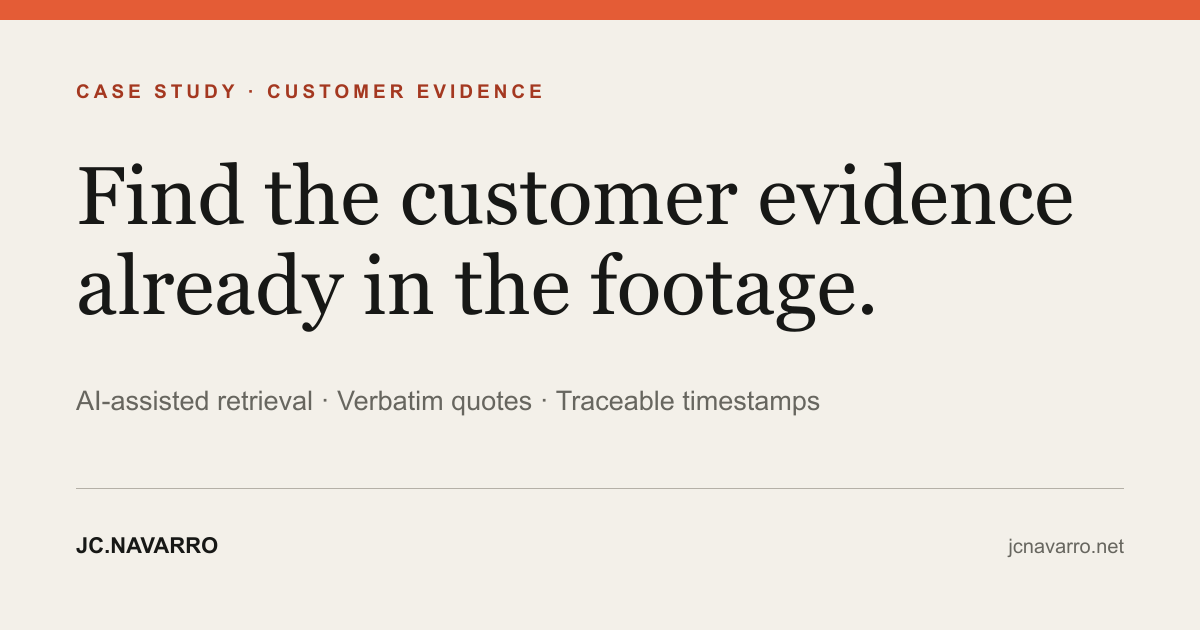 CASE STUDY · CUSTOMER EVIDENCE
Find the customer evidence
already in the footage.
AI-assisted retrieval · Verbatim quotes · Traceable timestamps
JC.NAVARRO
jcnavarro.net